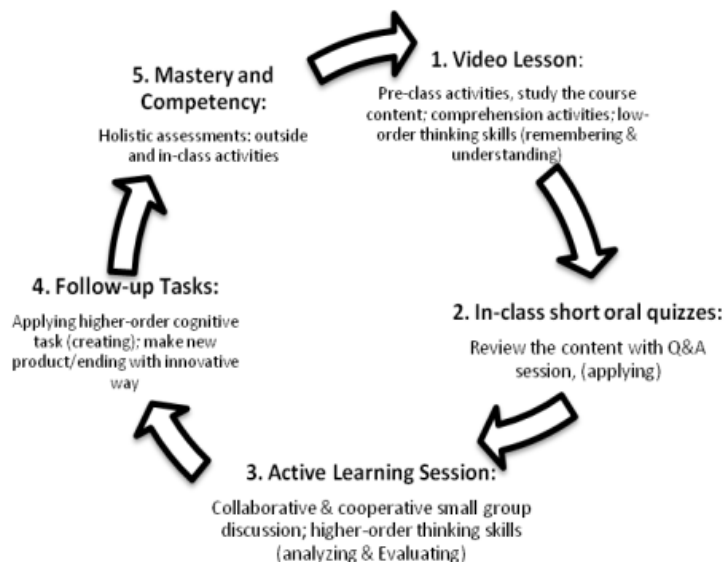 1. Video Lesson:
Pre-class activities, study the course
content; comprehension activities; low-
order thinking skills (remembering &
understanding)
2. In-class short oral quizzes:
Review the content with Q&A
session, (applying)
3. Active Learning Session:
Collaborative & cooperative small group
discussion; higher-order thinking skills
(analyzing & Evaluating)
4. Follow-up Tasks:
Applying higher-order cognitive
task (creating); make new
product/ending with innovative
way
5. Mastery and
Competency:
Holistic assessments: outside
and in-class activities